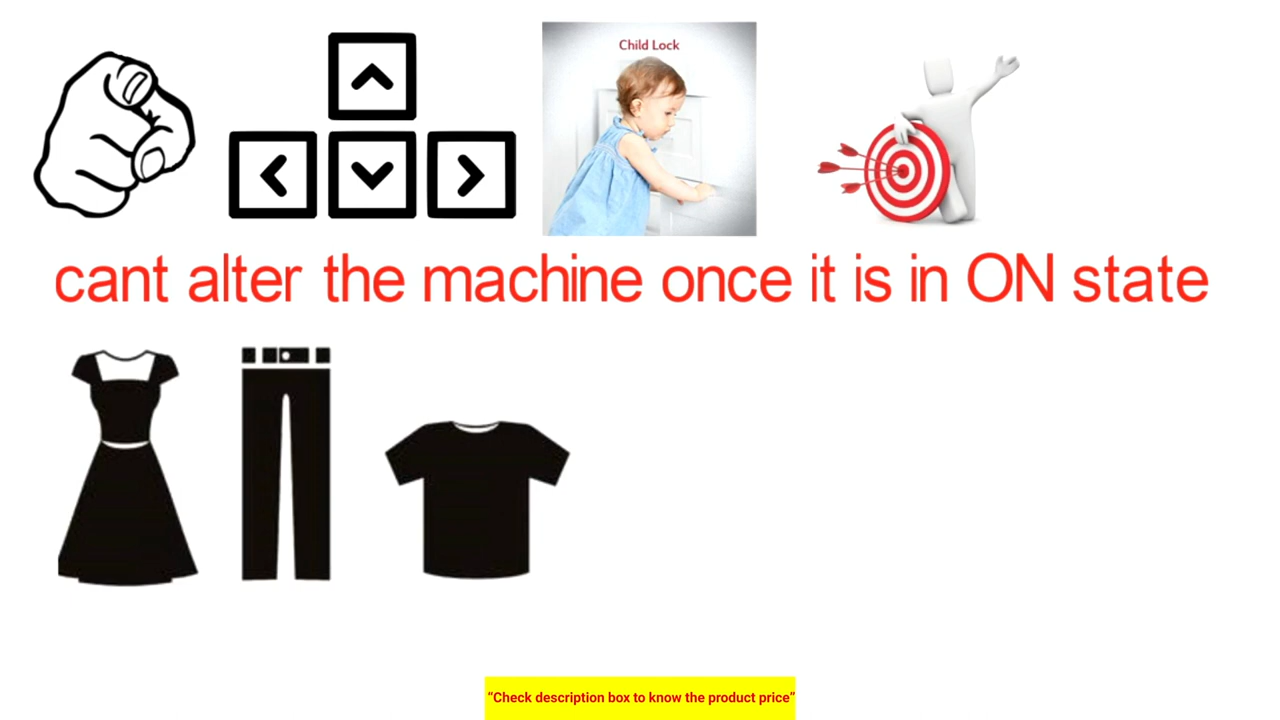 Child Lock
cant alter the machine once it is in ON state
“Check description box to know the product price”